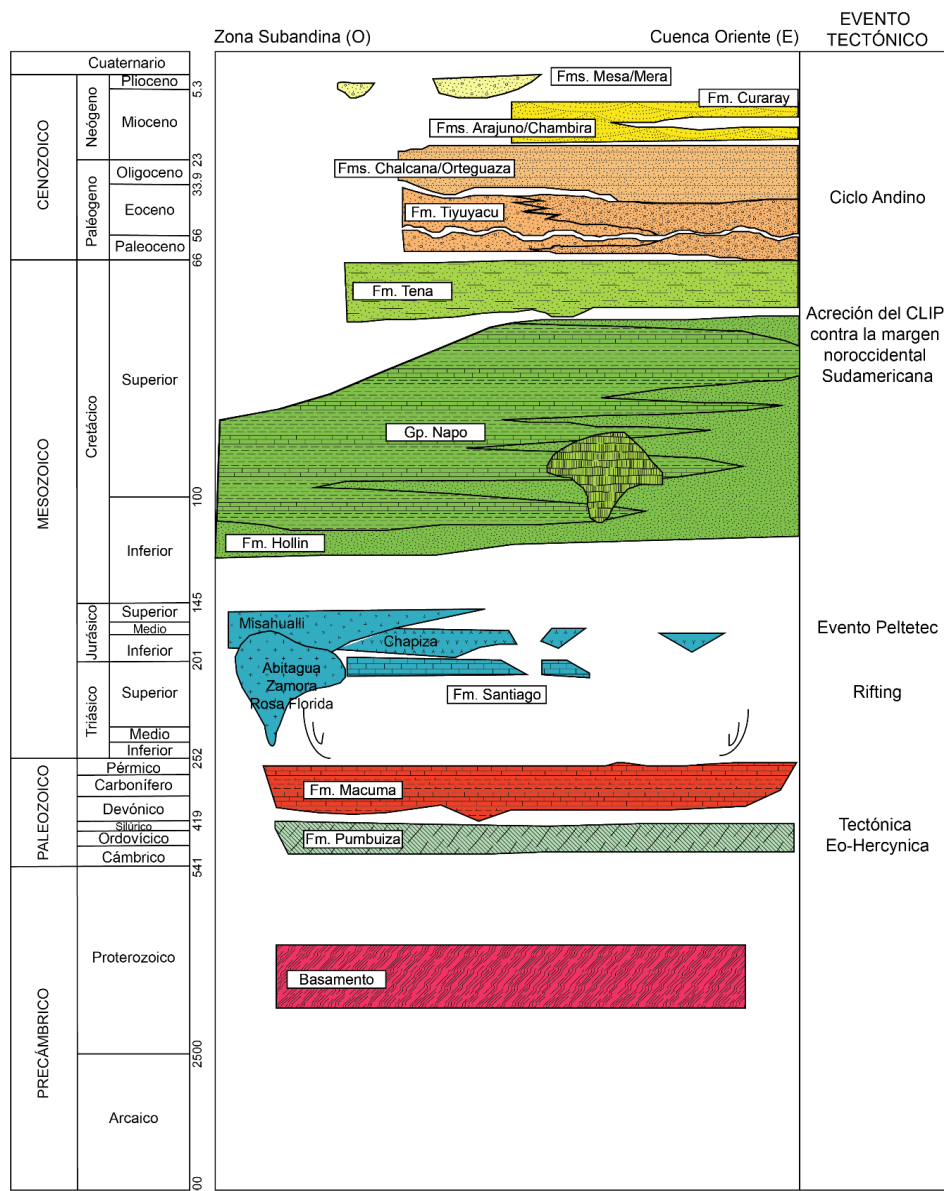 Zona Subandina (O)
Cuenca Oriente (E)
EVENTO
TECTÓNICO
CENOZOICO
Cuaternario
Neógeno
Plioceno
5,3
Mioceno
23
Paléogeno
Oligoceno
33.9
Eoceno
56
Paleoceno
66
MESOZOICO
Cretácico
Superior
100
Inferior
145
Jurásico
Superior
Medio
Inferior
201
Triásico
Superior
Medio
Inferior
252
PALEOZOICO
Pérmico
Carbonífero
Devónico
419
Silúrico
Ordovícico
Cámbrico
541
PRECÁMBRICO
Proterozoico
2500
Arcaico
00
Fms. Mesa/Mera
Fm. Curaray
Fms. Arajuno/Chambira
Fms. Chalcana/Orteguaza
Fm. Tiyuyacu
Fm. Tena
Gp. Napo
Fm. Hollin
Misahualli
Chapiza
Abitagua
Zamora
Rosa Florida
Fm. Santiago
Fm. Macuma
Fm. Pumbuiza
Basamento
Ciclo Andino
Acreción del CLIP
contra la margen
noroccidental
Sudamericana
Evento Peltetec
Rifting
Tectónica
Eo-Hercynica